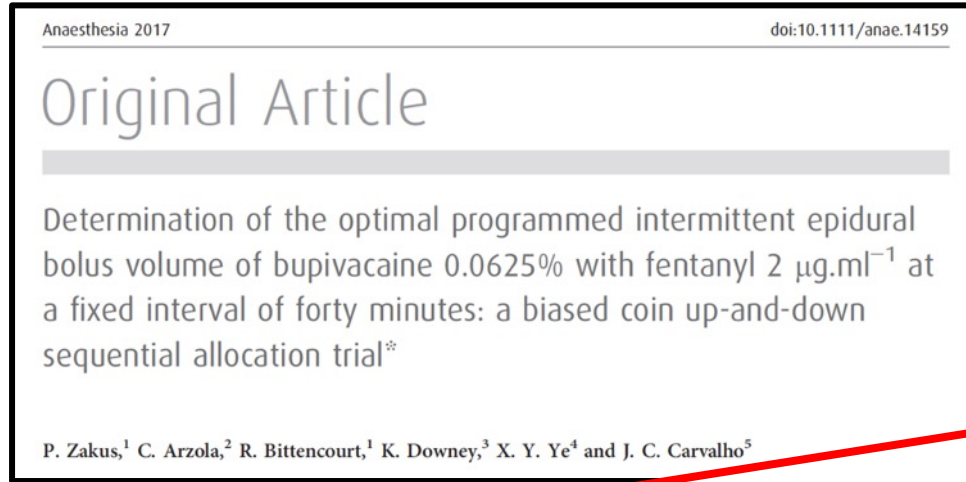 Anaesthesia 2017 doi:10.1111/anae.14159
Original Article
Determination of the optimal programmed intermittent epidural
bolus volume of bupivacaine 0.0625% with fentanyl 2 μg.ml⁻¹ at
a fixed interval of forty minutes: a biased coin up-and-down
sequential allocation trial*
P. Zakus,¹ C. Arzola,² R. Bittencourt,¹ K. Downey,³ X. Y. Ye⁴ and J. C. Carvalho⁵